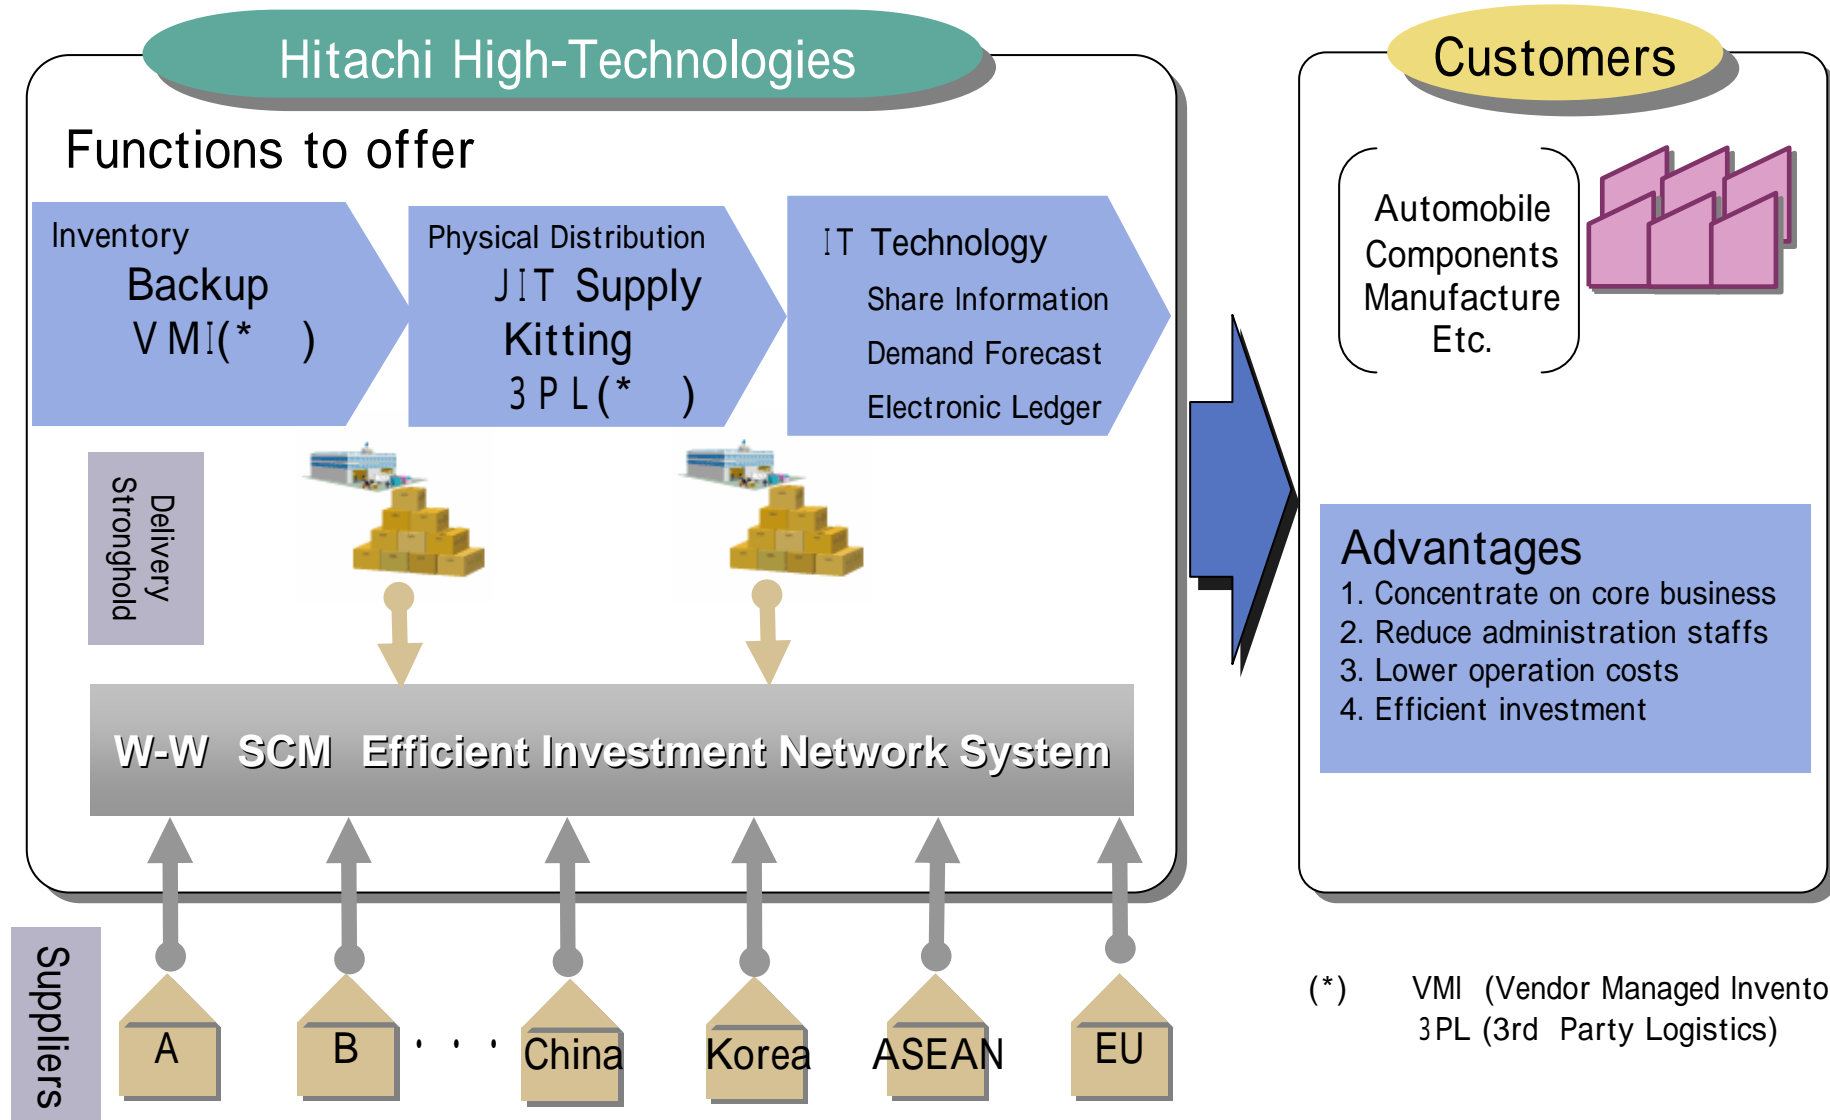 Hitachi High-Technologies
Functions to offer
Inventory
Backup
VMI(* )
Physical Distribution
JIT Supply
Kitting
3PL(* )
IT Technology
Share Information
Demand Forecast
Electronic Ledger
Delivery
Stronghold
W-W SCM Efficient Investment Network System
Suppliers
A
B
· · ·
China
Korea
ASEAN
EU
Customers
Automobile
Components
Manufacture
Etc.
Advantages
1. Concentrate on core business
2. Reduce administration staffs
3. Lower operation costs
4. Efficient investment
(*) VMI (Vendor Managed Invento
3PL (3rd Party Logistics)